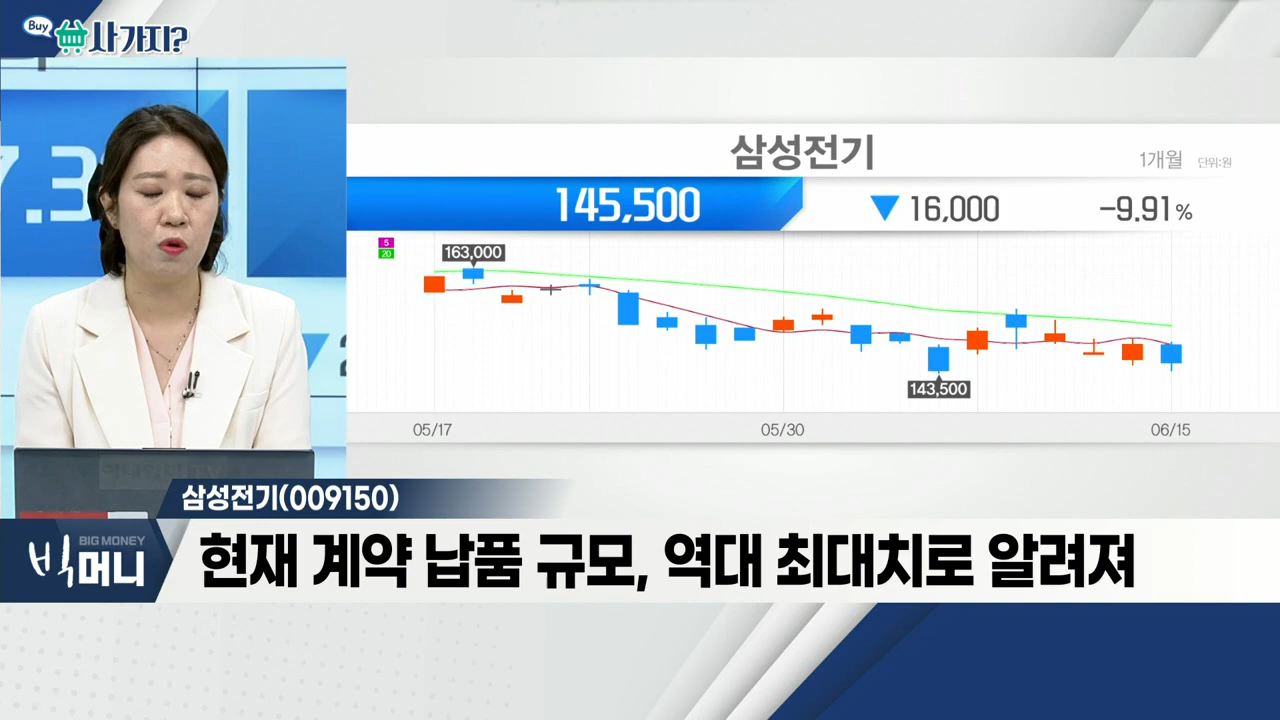 Buy
사가지?
7.3
삼성전기
1개월 단위:원
145,500 ▼ 16,000 -9.91%
5
20
163,000
143,500
05/17 05/30 06/15
삼성전기(009150)
BIG MONEY
빅머니
현재 계약 납품 규모, 역대 최대치로 알려져